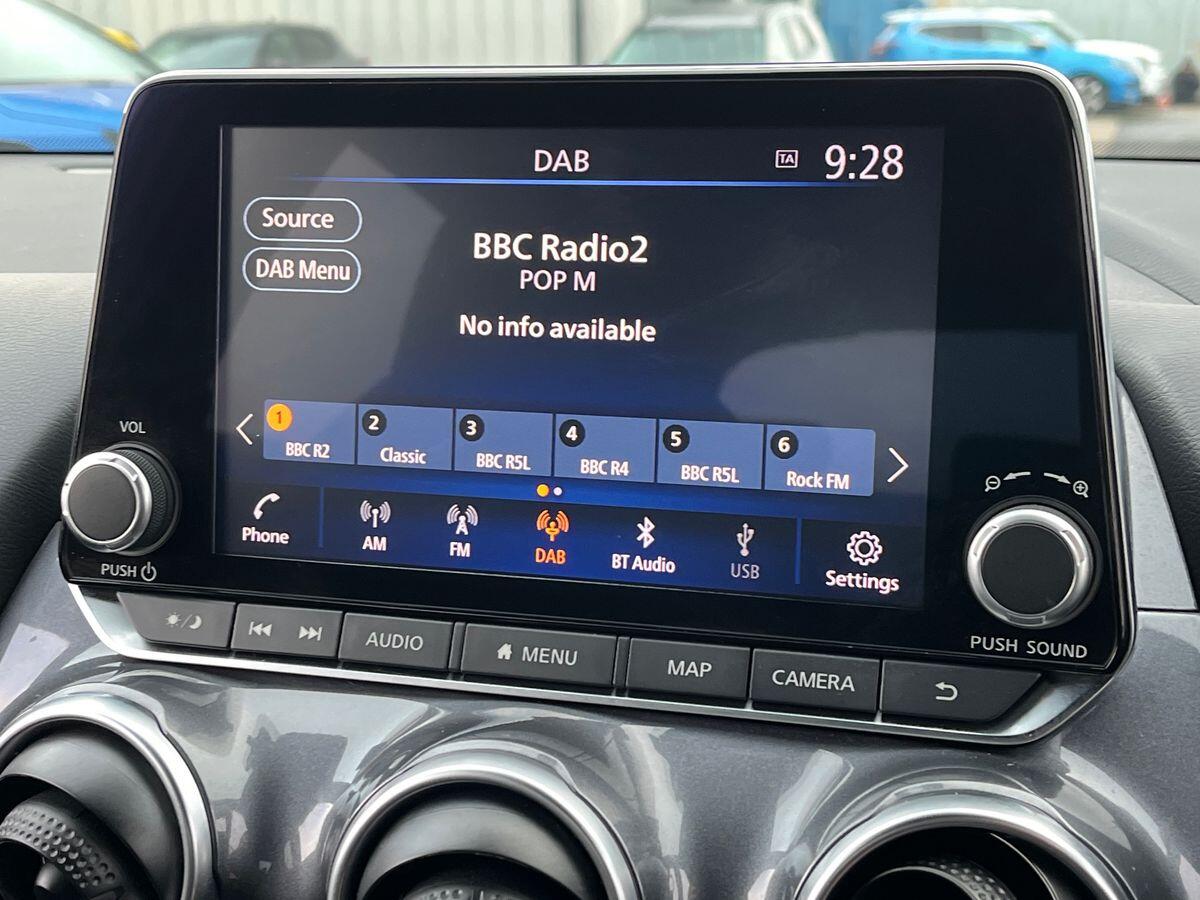 DAB
TA
9:28
Source
DAB Menu
BBC Radio2
POP M
No info available
1
BBC R2
2
Classic
3
BBC R5L
4
BBC R4
5
BBC R5L
6
Rock FM
Phone
AM
FM
DAB
BT Audio
USB
Settings
VOL
PUSH
PUSH SOUND
AUDIO
MENU
MAP
CAMERA